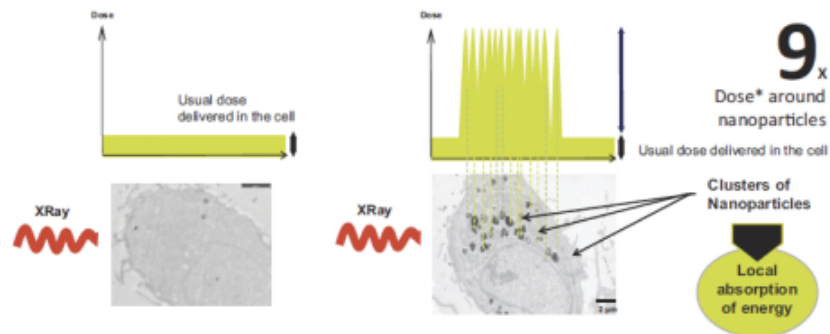 Dose
Usual dose
delivered in the cell
XRay
Dose
9x
Dose* around
nanoparticles
Usual dose delivered in the cell
XRay
Clusters of
Nanoparticles
Local
absorption
of energy
2 µm